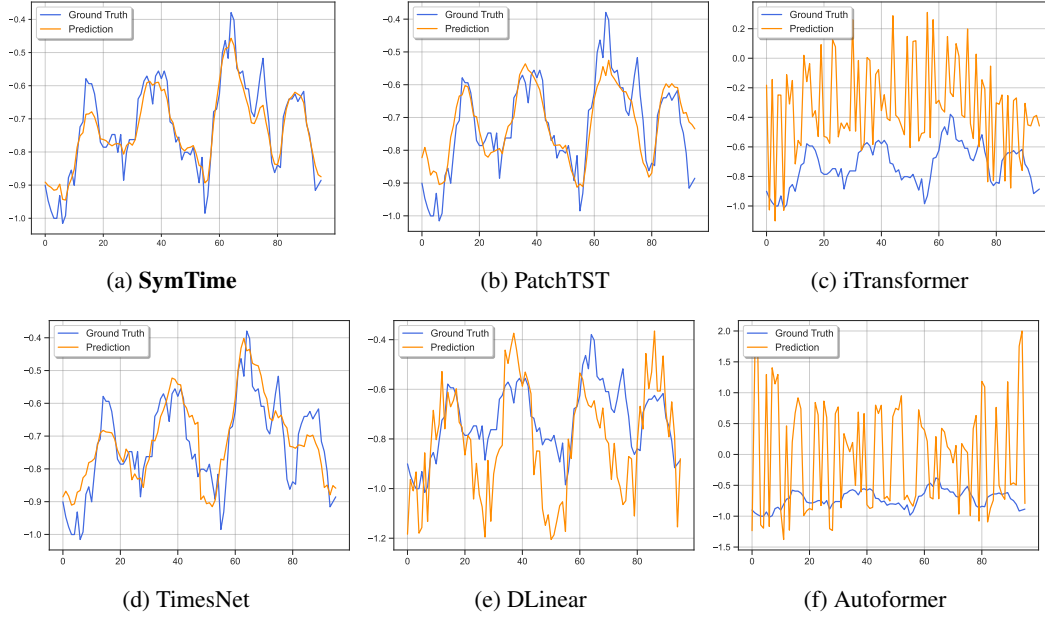 Ground Truth
Prediction
−0.4
−0.5
−0.6
−0.7
−0.8
−0.9
−1.0
0 20 40 60 80
(a) SymTime
Ground Truth
Prediction
−0.4
−0.5
−0.6
−0.7
−0.8
−0.9
−1.0
0 20 40 60 80
(b) PatchTST
Ground Truth
Prediction
0.2
0.0
−0.2
−0.4
−0.6
−0.8
−1.0
0 20 40 60 80
(c) iTransformer
Ground Truth
Prediction
−0.4
−0.5
−0.6
−0.7
−0.8
−0.9
−1.0
0 20 40 60 80
(d) TimesNet
Ground Truth
Prediction
−0.4
−0.6
−0.8
−1.0
−1.2
0 20 40 60 80
(e) DLinear
Ground Truth
Prediction
2.0
1.5
1.0
0.5
0.0
−0.5
−1.0
−1.5
0 20 40 60 80
(f) Autoformer